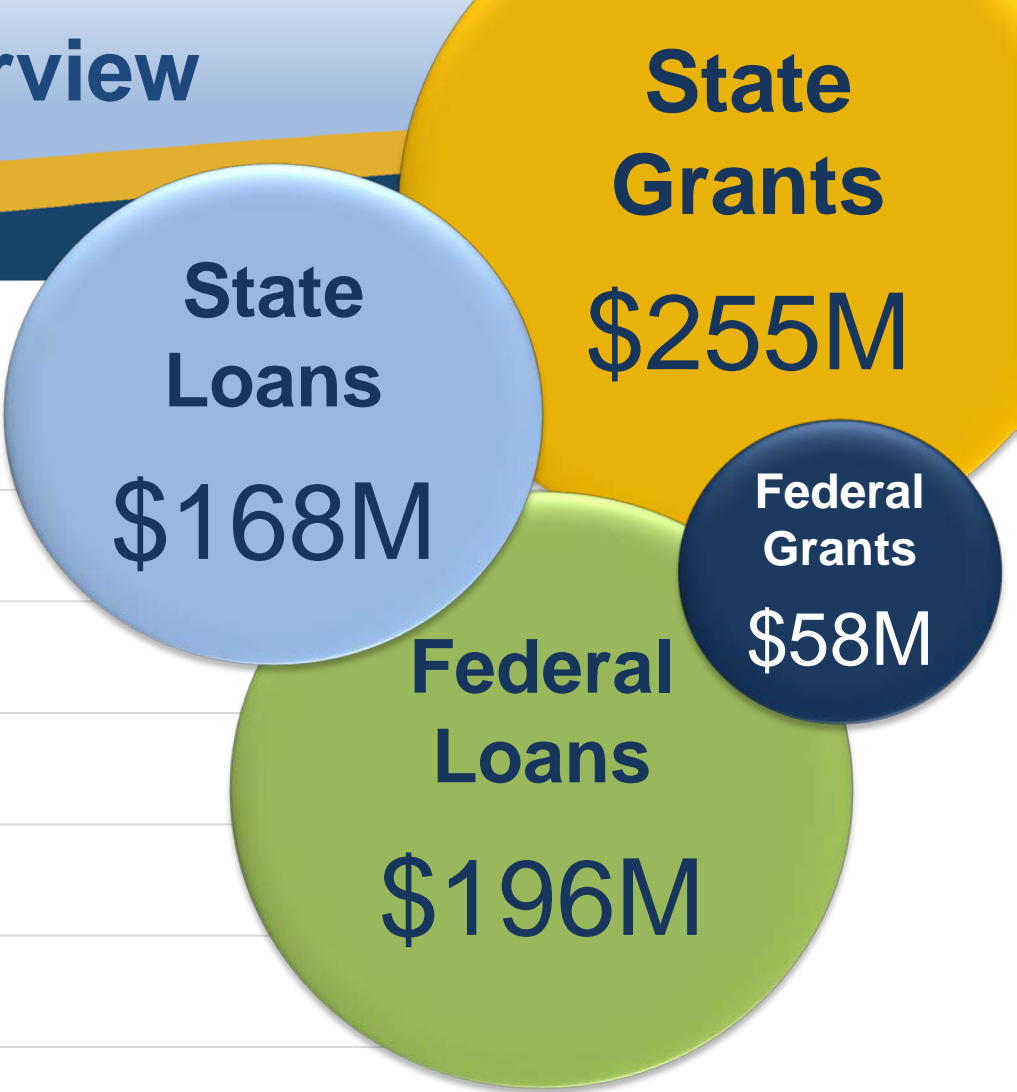 rview
State
Grants
$255M
State
Loans
$168M
Federal
Grants
$58M
Federal
Loans
$196M